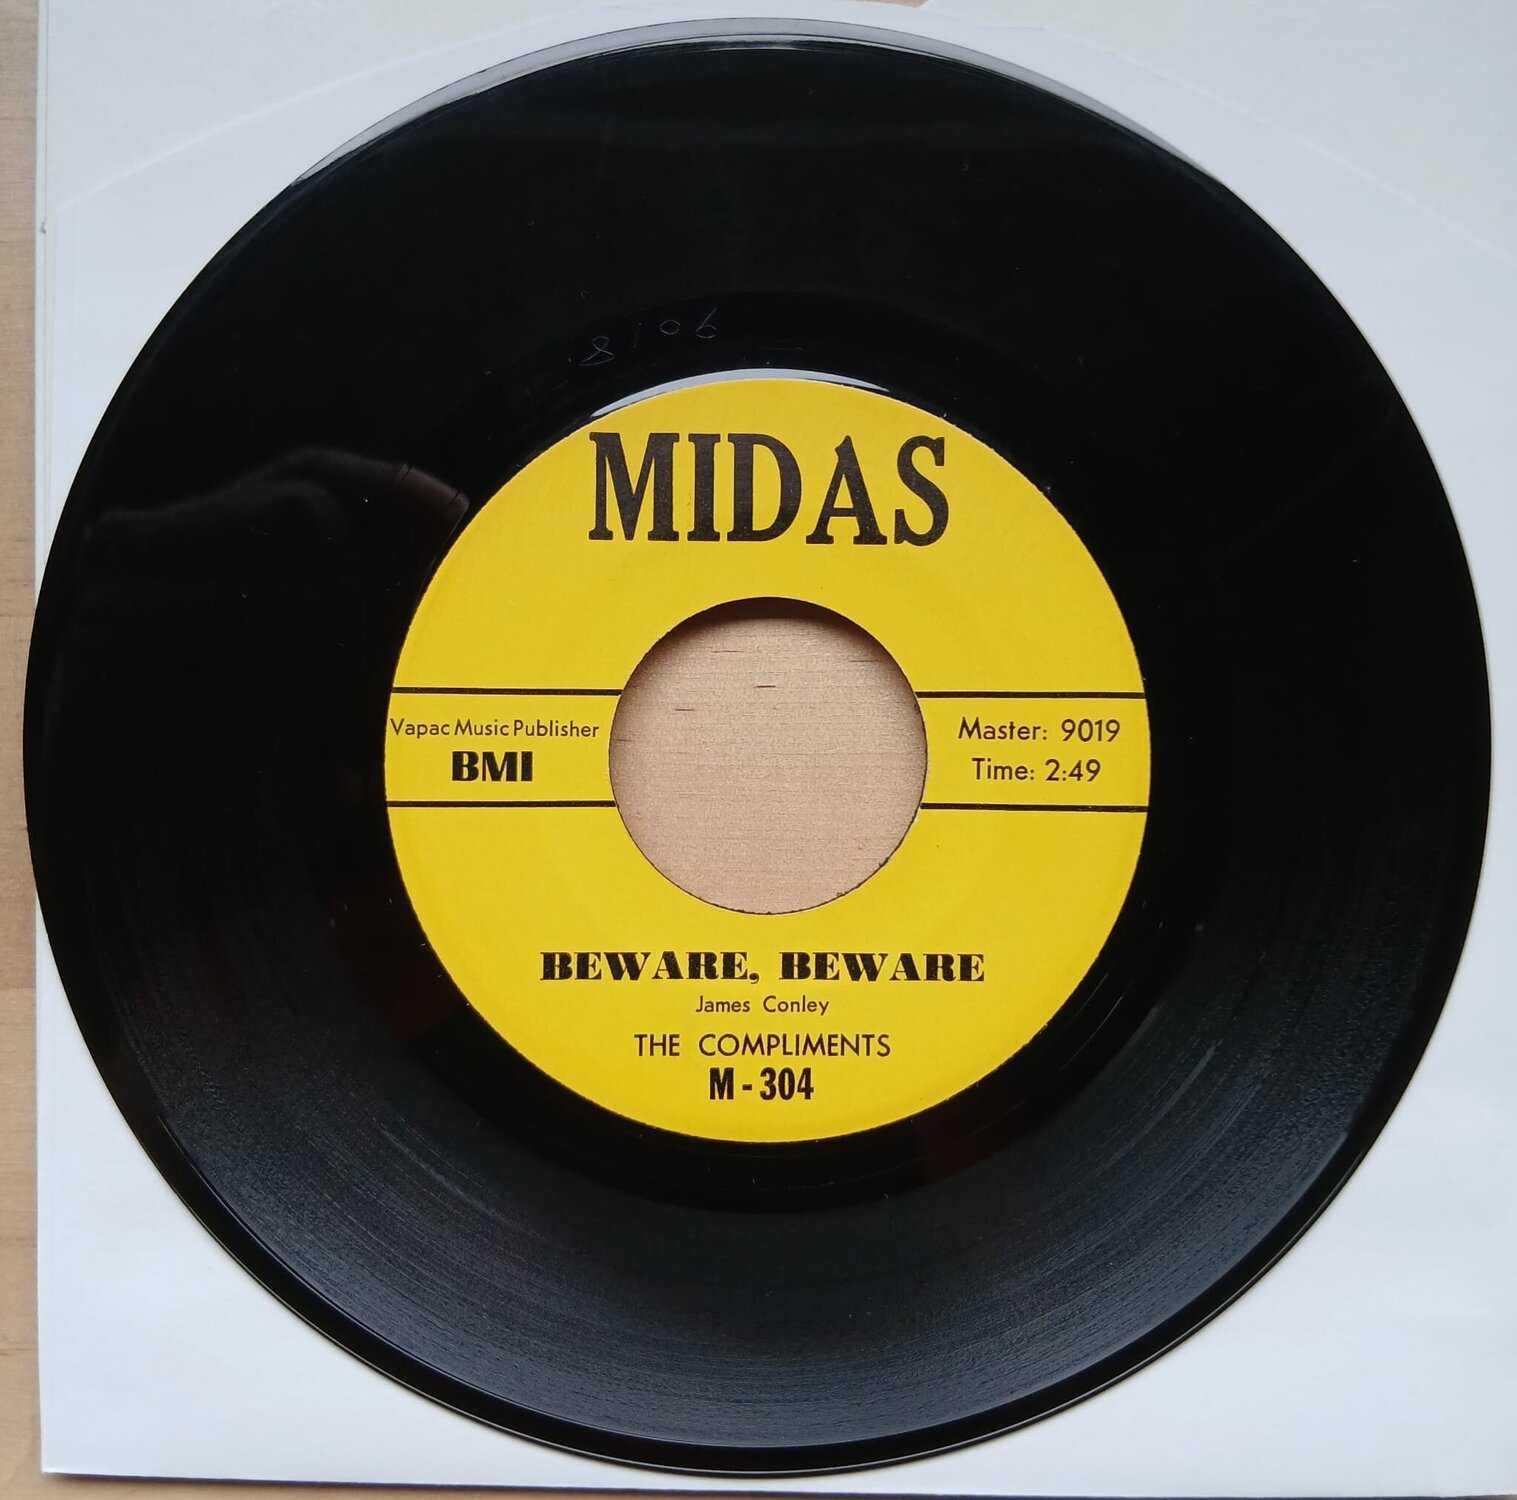 MIDAS
Vapac Music Publisher
BMI
Master: 9019
Time: 2:49
BEWARE, BEWARE
James Conley
THE COMPLIMENTS
M-304